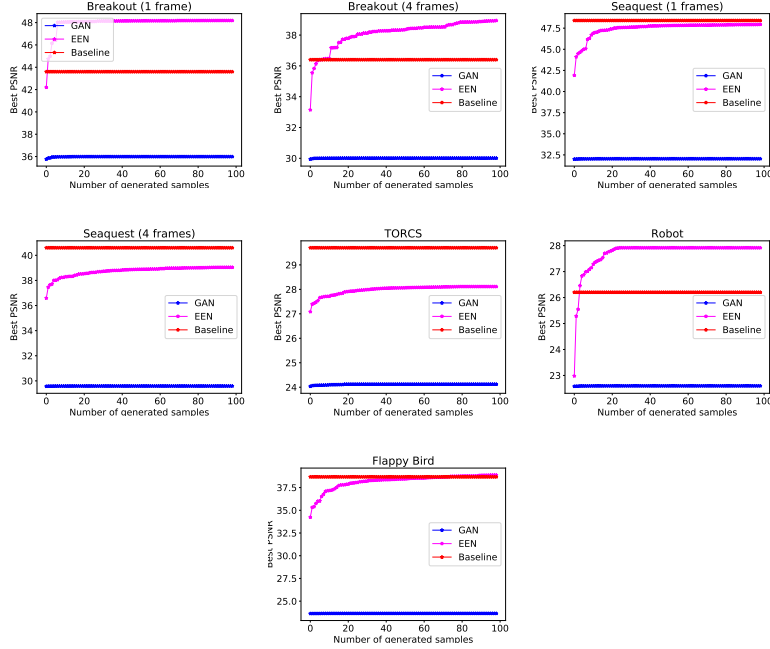 Breakout (1 frame)
Best PSNR
48
46
44
42
40
38
36
GAN
EEN
Baseline
0 20 40 60 80 100
Number of generated samples
Breakout (4 frames)
Best PSNR
38
36
34
32
30
GAN
EEN
Baseline
0 20 40 60 80 100
Number of generated samples
Seaquest (1 frames)
Best PSNR
47.5
45.0
42.5
40.0
37.5
35.0
32.5
GAN
EEN
Baseline
0 20 40 60 80 100
Number of generated samples
Seaquest (4 frames)
Best PSNR
40
38
36
34
32
30
GAN
EEN
Baseline
0 20 40 60 80 100
Number of generated samples
TORCS
Best PSNR
29
28
27
26
25
24
GAN
EEN
Baseline
0 20 40 60 80 100
Number of generated samples
Robot
Best PSNR
28
27
26
25
24
23
GAN
EEN
Baseline
0 20 40 60 80 100
Number of generated samples
Flappy Bird
Best PSNR
37.5
35.0
32.5
30.0
27.5
25.0
GAN
EEN
Baseline
0 20 40 60 80 100
Number of generated samples